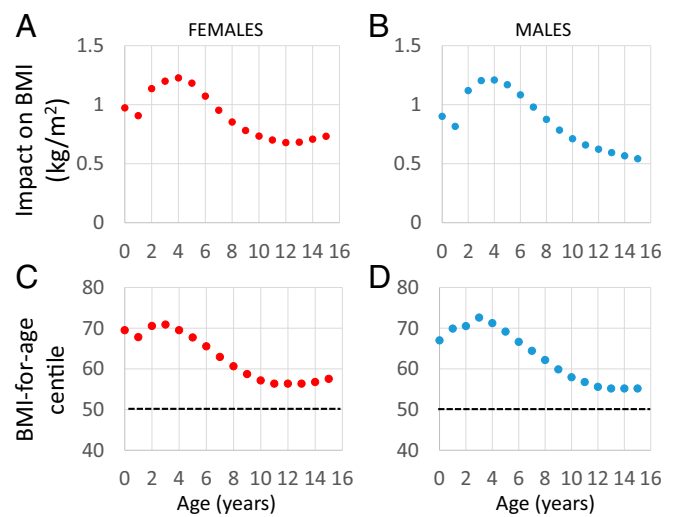 A FEMALES B MALES
Impact on BMI
(kg/m²)
1.5 1.5
1 1
0.5 0.5
0 0
0 2 4 6 8 10 12 14 16 0 2 4 6 8 10 12 14 16
C D
BMI-for-age
centile
80 80
70 70
60 60
50 50
40 40
0 2 4 6 8 10 12 14 16 0 2 4 6 8 10 12 14 16
Age (years) Age (years)